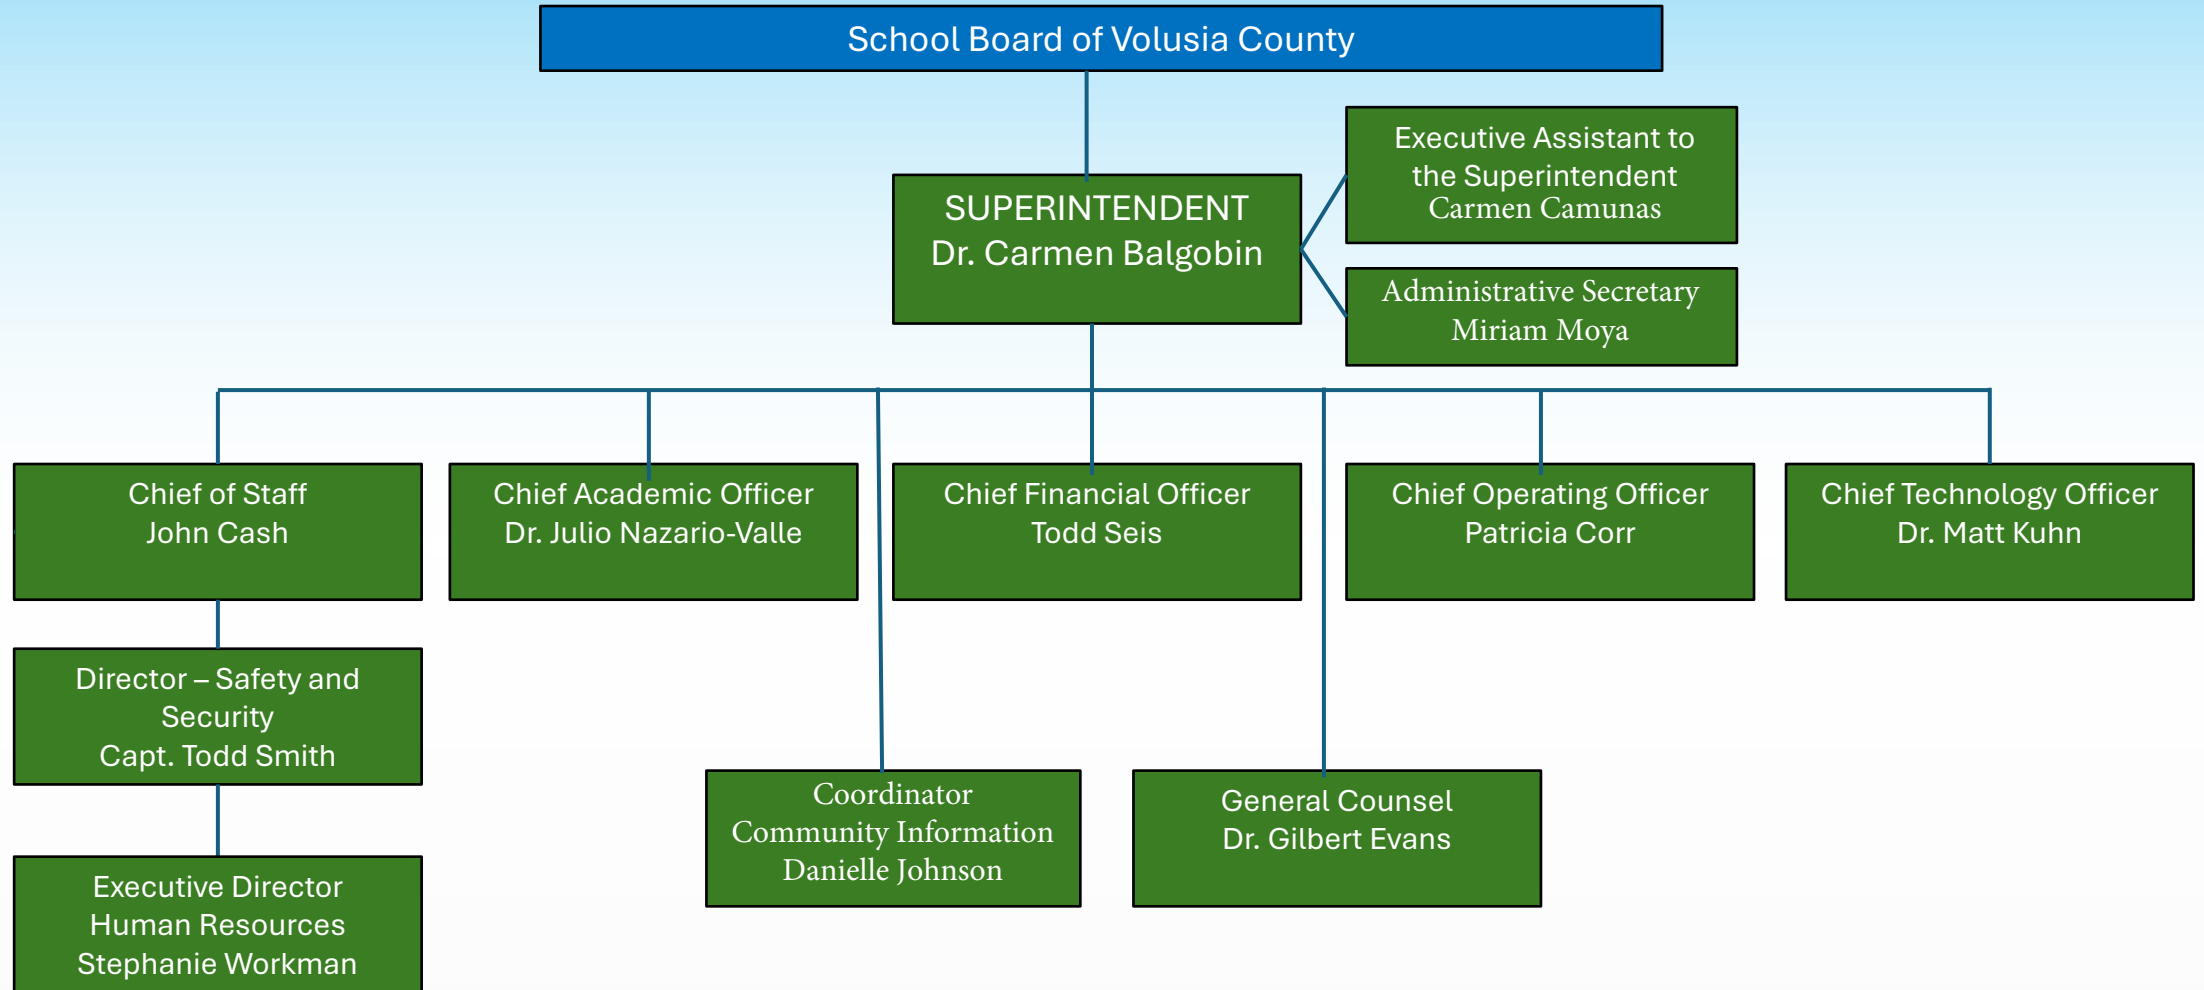 School Board of Volusia County
Executive Assistant to
the Superintendent
Carmen Camunas
SUPERINTENDENT
Dr. Carmen Balgobin
Administrative Secretary
Miriam Moya
Chief of Staff
John Cash
Chief Academic Officer
Dr. Julio Nazario-Valle
Chief Financial Officer
Todd Seis
Chief Operating Officer
Patricia Corr
Chief Technology Officer
Dr. Matt Kuhn
Director – Safety and
Security
Capt. Todd Smith
Coordinator
Community Information
Danielle Johnson
General Counsel
Dr. Gilbert Evans
Executive Director
Human Resources
Stephanie Workman